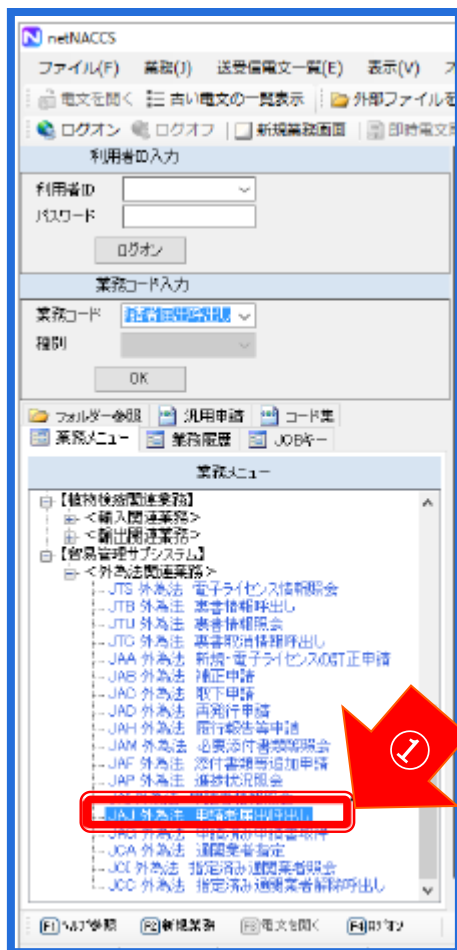 netNACCS
ファイル(F) 業務(J) 送受信電文一覧(E) 表示(V)
電文を開く 古い電文の一覧表示 外部ファイルを
ログオン ログオフ 新規業務画面 即時電文
利用者ID入力
利用者ID
パスワード
ログオン
業務コード入力
業務コード
種別
OK
フォルダー参照 汎用申請 コード集
業務メニュー 業務履歴 JOBキー
業務メニュー
【植物検疫関連業務】
<輸入関連業務>
<輸出関連業務>
【貿易管理サブシステム】
<外為法関連業務>
JTS 外為法 電子ライセンス情報照会
JTB 外為法 裏書情報呼出し
JTU 外為法 裏書情報照会
JTC 外為法 裏書取消情報呼出し
JAA 外為法 新規・電子ライセンスの訂正申請
JAB 外為法 補正申請
JAC 外為法 取下申請
JAD 外為法 再発行申請
JAH 外為法 履行報告等申請
JAM 外為法 必要添付書類等照会
JAF 外為法 添付書類等追加申請
JAP 外為法 進捗状況照会
①
JAJ 外為法 申請者届出呼出し
JCA 外為法 通関業者指定
JCI 外為法 指定済み通関業者照会
JCC 外為法 指定済み通関業者解除呼出し
F1 ヘルプ参照 F2 新規業務 F3 電文を開く F4 ログオン